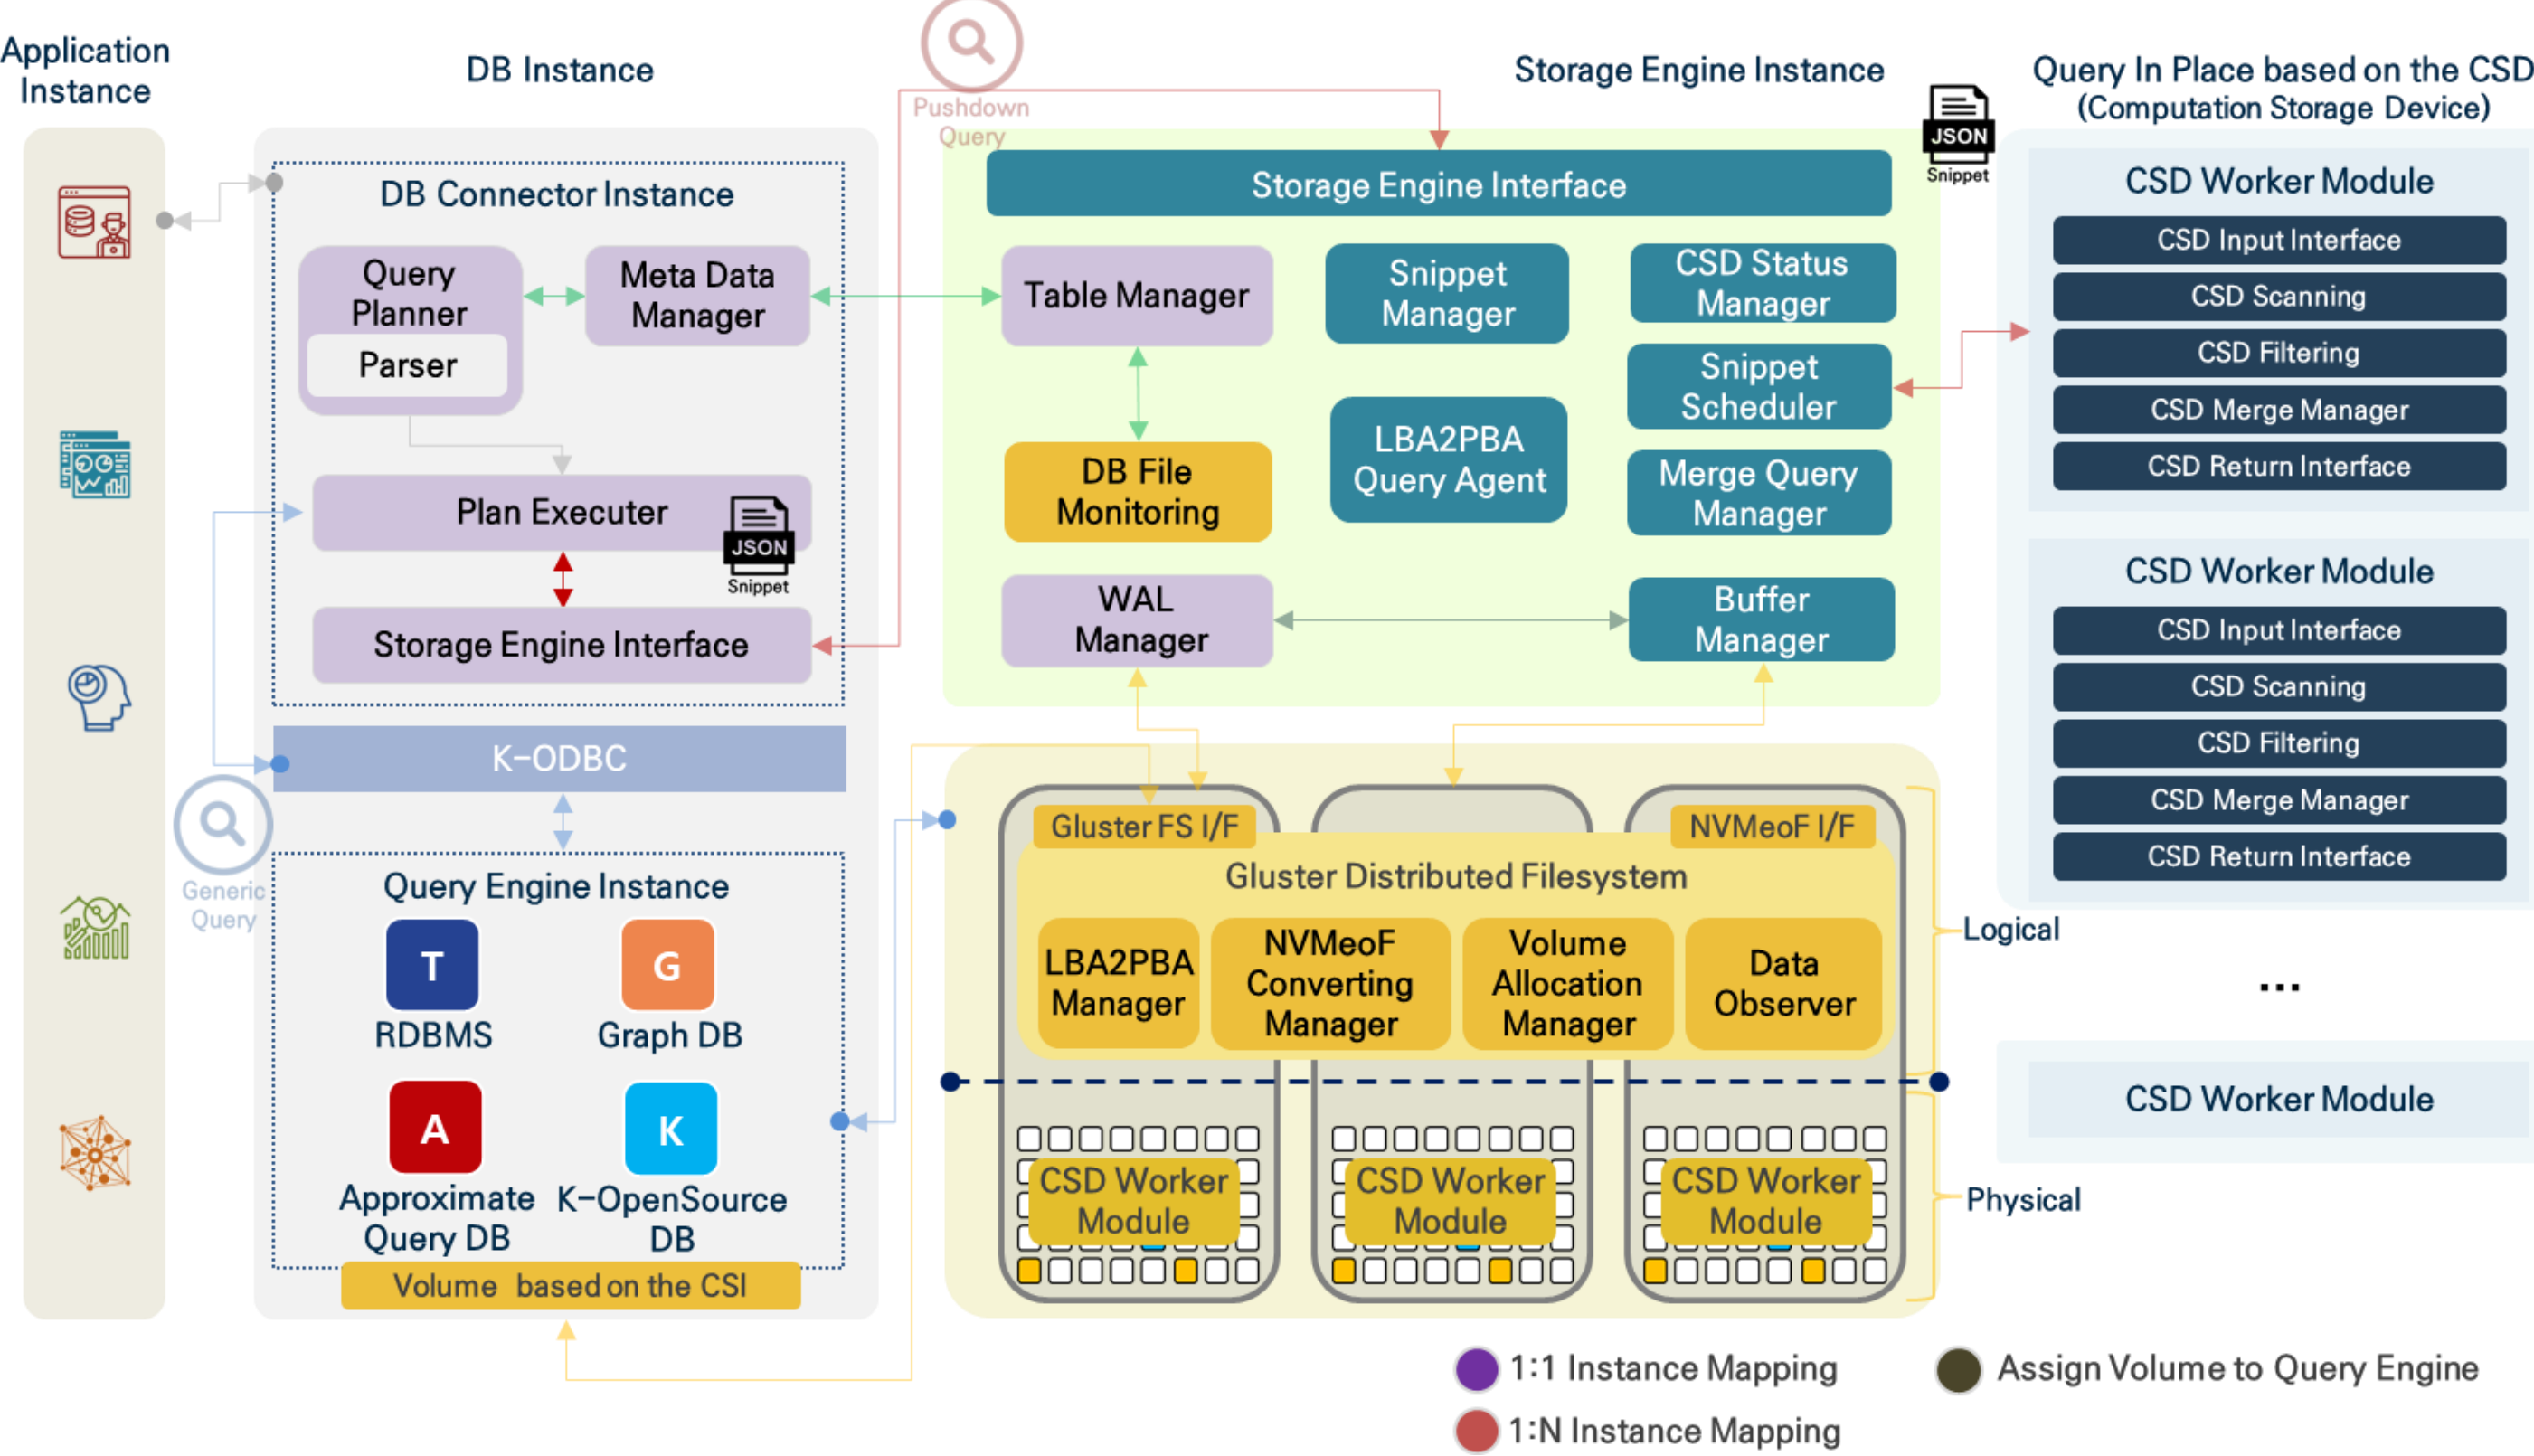 Application
Instance
DB Instance
Pushdown
Query
Storage Engine Instance
JSON
Snippet
Query In Place based on the CSD
(Computation Storage Device)
DB Connector Instance
Query
Planner
Parser
Meta Data
Manager
Plan Executer
JSON
Snippet
Storage Engine Interface
K-ODBC
Generic
Query
Query Engine Instance
T
RDBMS
G
Graph DB
A
Approximate
Query DB
K
K-OpenSource
DB
Volume based on the CSI
Storage Engine Interface
Table Manager
Snippet
Manager
CSD Status
Manager
Snippet
Scheduler
DB File
Monitoring
LBA2PBA
Query Agent
Merge Query
Manager
WAL
Manager
Buffer
Manager
Gluster FS I/F
NVMeoF I/F
Gluster Distributed Filesystem
LBA2PBA
Manager
NVMeoF
Converting
Manager
Volume
Allocation
Manager
Data
Observer
Logical
CSD Worker
Module
CSD Worker
Module
CSD Worker
Module
Physical
CSD Worker Module
CSD Input Interface
CSD Scanning
CSD Filtering
CSD Merge Manager
CSD Return Interface
CSD Worker Module
CSD Input Interface
CSD Scanning
CSD Filtering
CSD Merge Manager
CSD Return Interface
...
CSD Worker Module
1:1 Instance Mapping
Assign Volume to Query Engine
1:N Instance Mapping